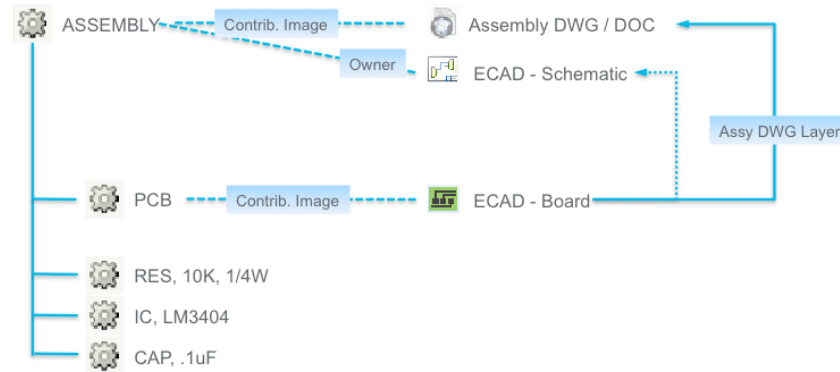 ASSEMBLY
Contrib. Image
Assembly DWG / DOC
Owner
ECAD - Schematic
Assy DWG Layer
PCB
Contrib. Image
ECAD - Board
RES, 10K, 1/4W
IC, LM3404
CAP, .1uF